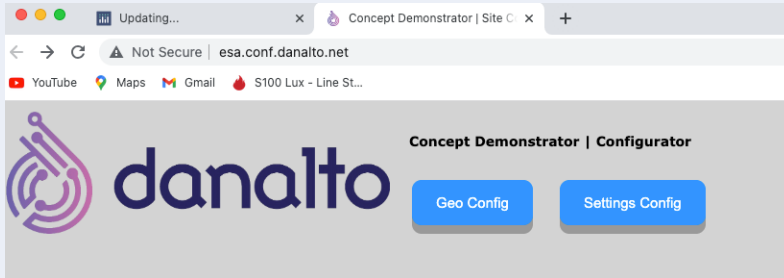 Updating...
Concept Demonstrator | Site C
Not Secure | esa.conf.danalto.net
YouTube Maps Gmail S100 Lux - Line St...
danalto
Concept Demonstrator | Configurator
Geo Config Settings Config